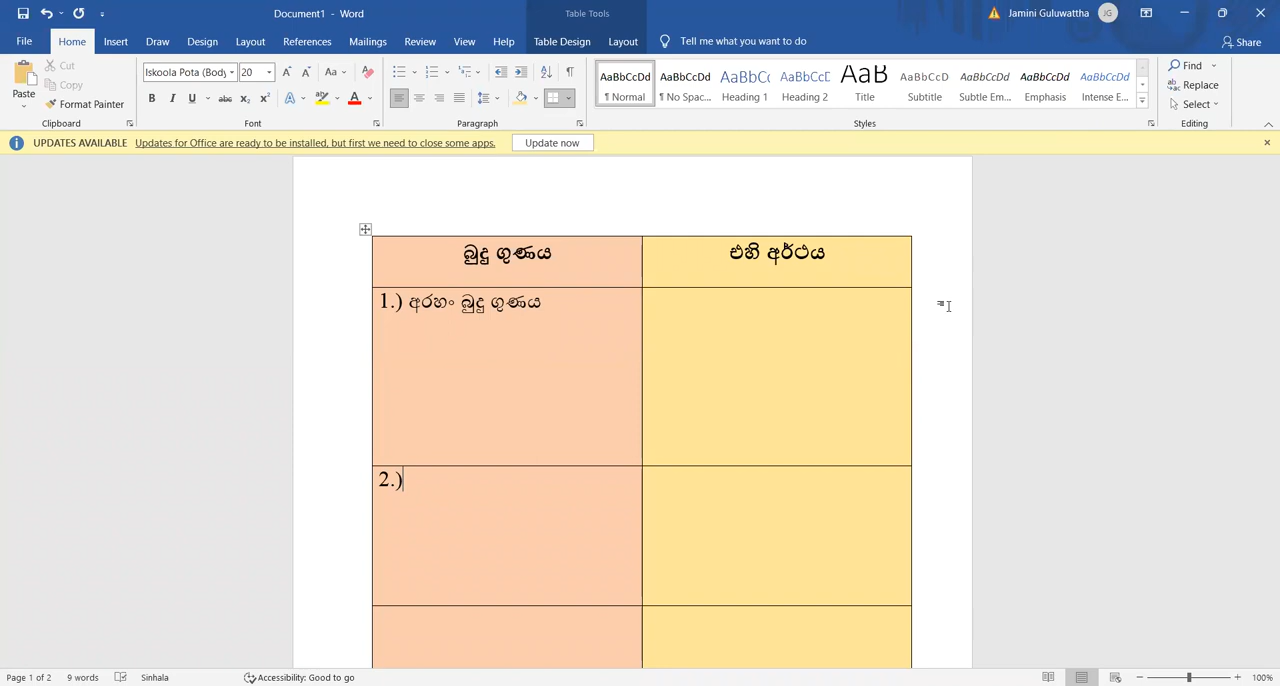 Document1 - Word
Table Tools
Jamini Guluwattha
JG
File
Home
Insert
Draw
Design
Layout
References
Mailings
Review
View
Help
Table Design
Layout
Tell me what you want to do
Share
Paste
Cut
Copy
Format Painter
Clipboard
Iskoola Pota (Body
20
Font
Paragraph
AaBbCcDd
¶ Normal
AaBbCcDd
¶ No Spac...
AaBbCc
Heading 1
AaBbCcE
Heading 2
AaB
Title
AaBbCcD
Subtitle
AaBbCcDd
Subtle Em...
AaBbCcDd
Emphasis
AaBbCcDd
Intense E...
Styles
Find
Replace
Select
Editing
UPDATES AVAILABLE Updates for Office are ready to be installed, but first we need to close some apps. Update now
බුදු ගුණය
එහි අර්ථය
1.) අරහං බුදු ගුණය
2.)
Page 1 of 2 9 words Sinhala Accessibility: Good to go 100%